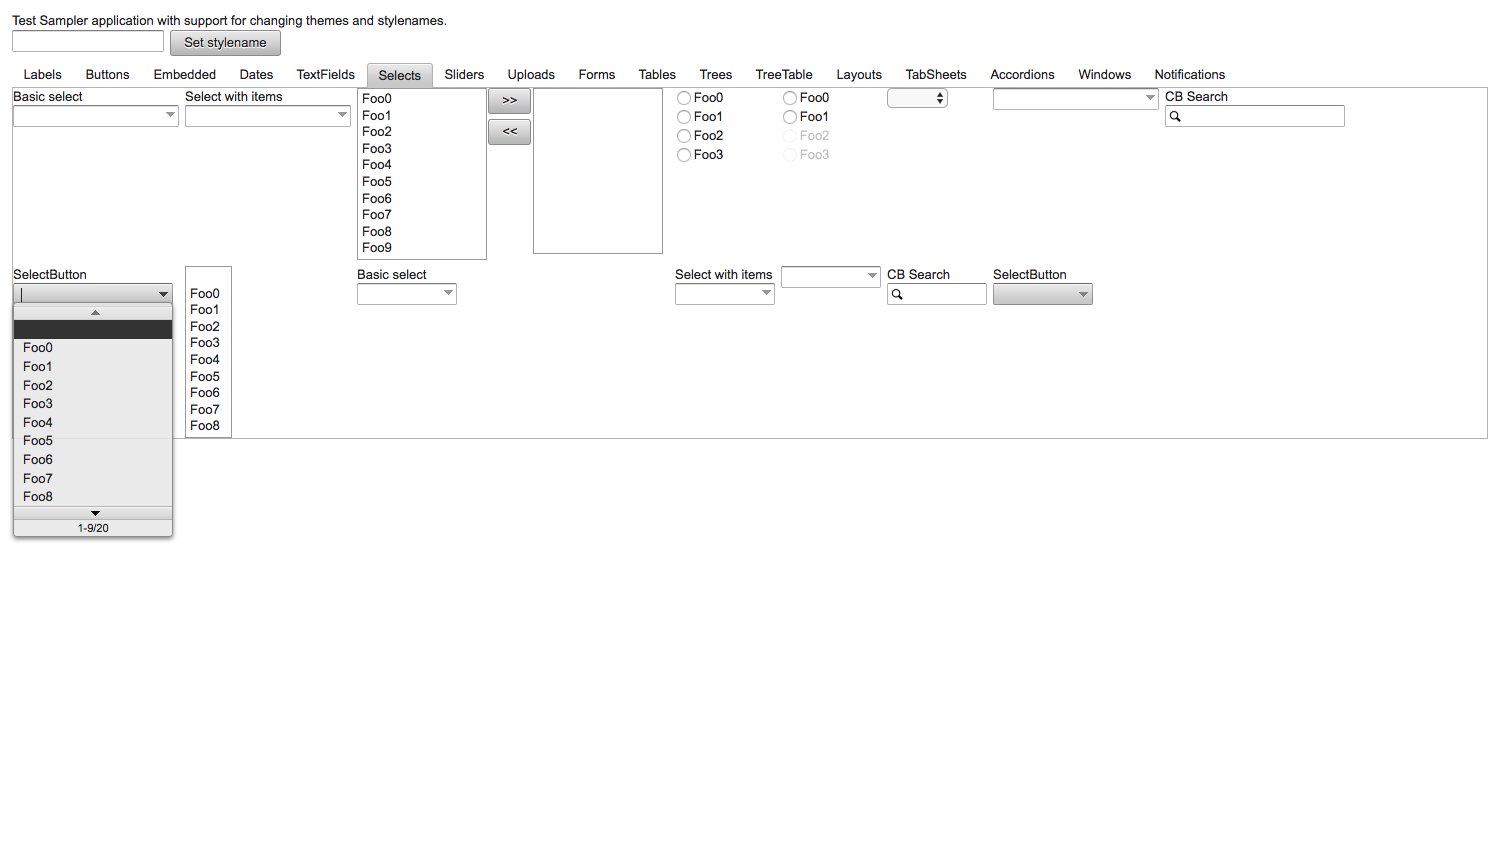 Test Sampler application with support for changing themes and stylenames.
Set stylename
Labels Buttons Embedded Dates TextFields Selects Sliders Uploads Forms Tables Trees TreeTable Layouts TabSheets Accordions Windows Notifications
Basic select
Select with items
Foo0
Foo1
Foo2
Foo3
Foo4
Foo5
Foo6
Foo7
Foo8
Foo9
>>
<<
Foo0
Foo1
Foo2
Foo3
Foo0
Foo1
Foo2
Foo3
CB Search
SelectButton
Foo0
Foo1
Foo2
Foo3
Foo4
Foo5
Foo6
Foo7
Foo8
1-9/20
Foo0
Foo1
Foo2
Foo3
Foo4
Foo5
Foo6
Foo7
Foo8
Basic select
Select with items
CB Search
SelectButton